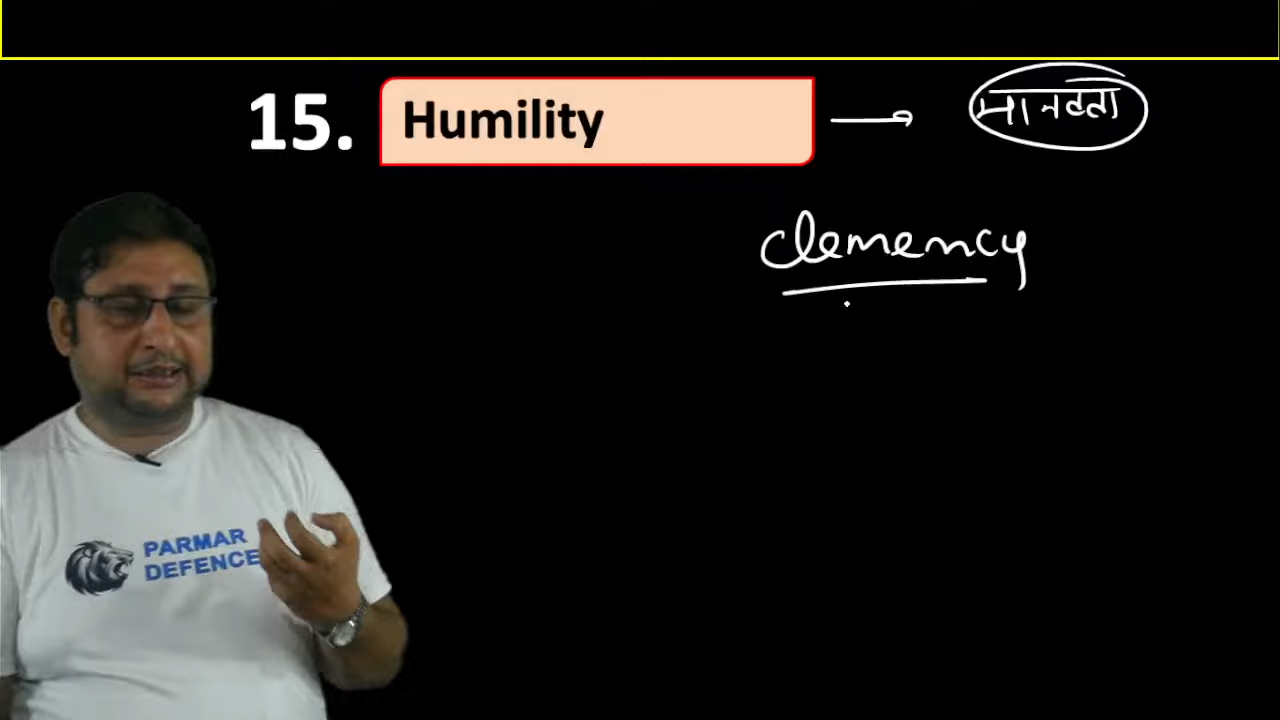 15. Humility → मानवता
clemency
PARMAR
DEFENCE